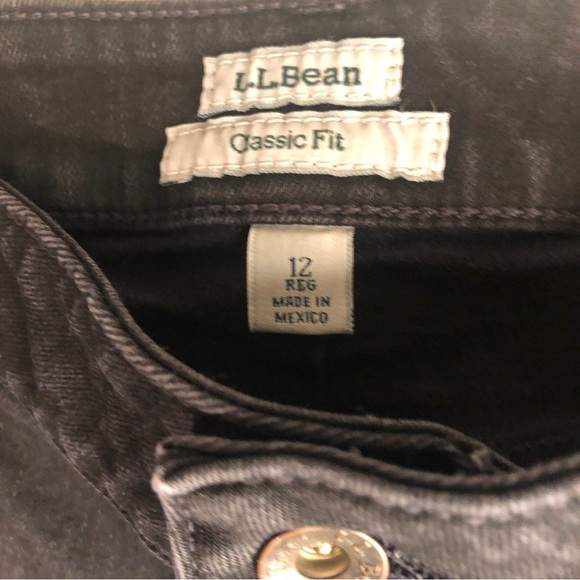 L.L.Bean
Classic Fit
12
REG
MADE IN
MEXICO